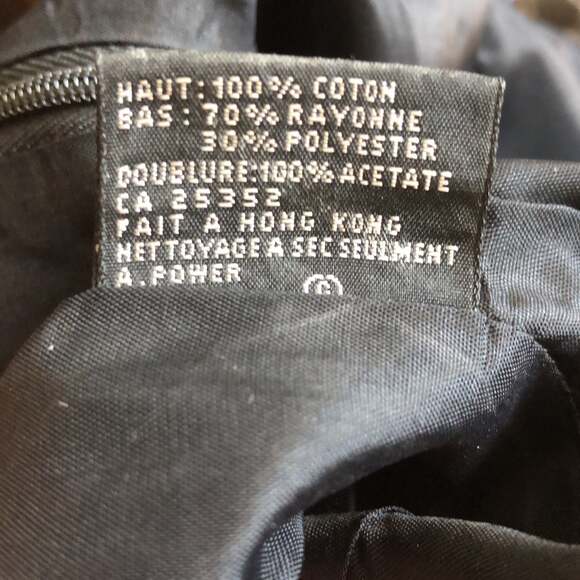 HAUT: 100% COTON
BAS: 70% RAYONNE
30% POLYESTER
DOUBLURE: 100% ACETATE
CA 25352
FAIT A HONG KONG
NETTOYAGE A SEC SEULMENT
A. POWER
G